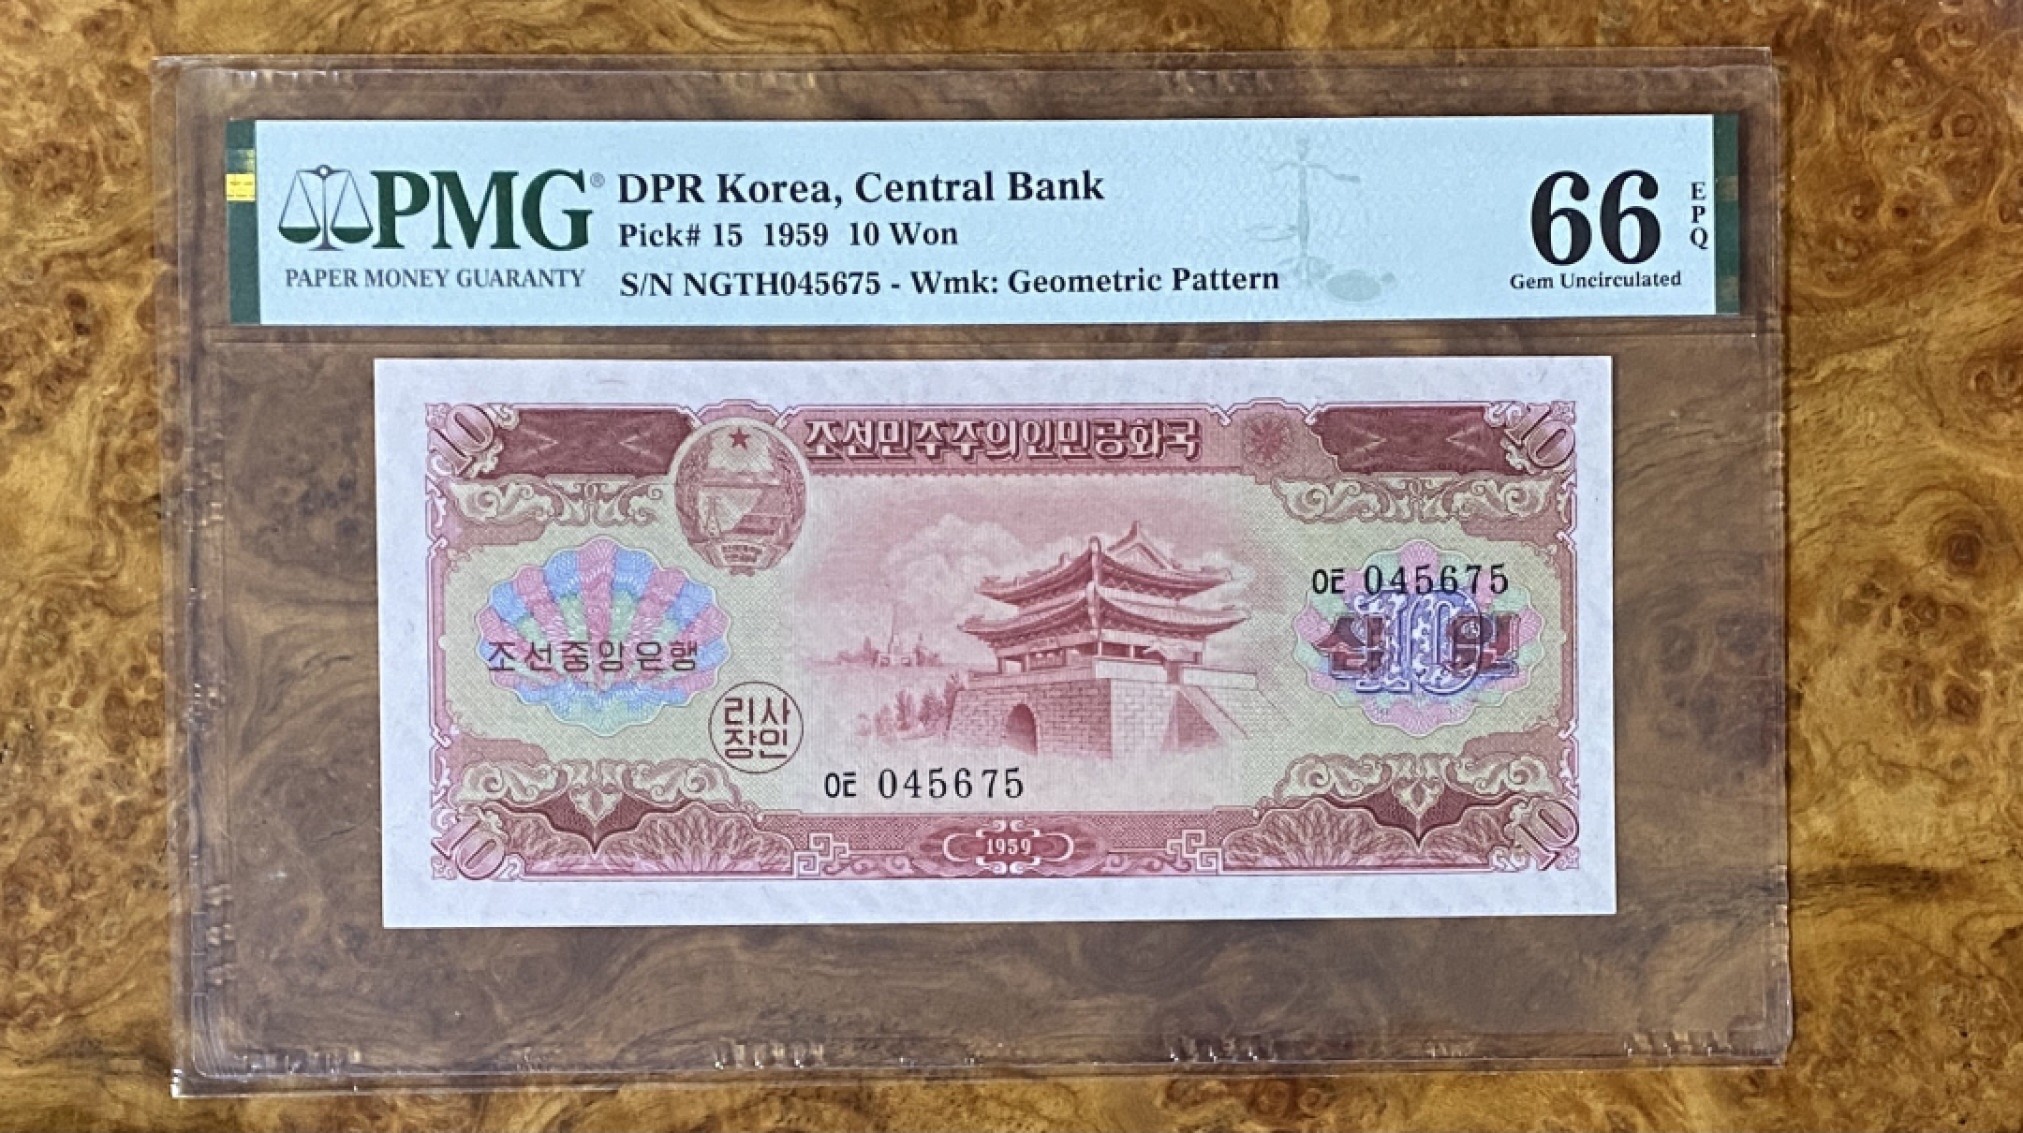 PMG®
PAPER MONEY GUARANTY
DPR Korea, Central Bank
Pick# 15 1959 10 Won
S/N NGTH045675 - Wmk: Geometric Pattern
66 EPQ
Gem Uncirculated
10
조선민주주의인민공화국
10
ㅇㄷ 045675
조선중앙은행
십 10 원
리사
장인
ㅇㄷ 045675
10
1959
10